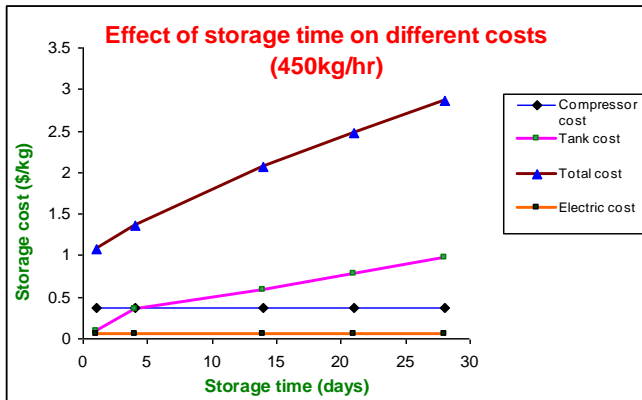 Effect of storage time on different costs
(450kg/hr)
3.5
3
2.5
2
1.5
1
0.5
0
Storage cost ($/kg)
0
5
10
15
20
25
30
Storage time (days)
Compressor
cost
Tank cost
Total cost
Electric cost